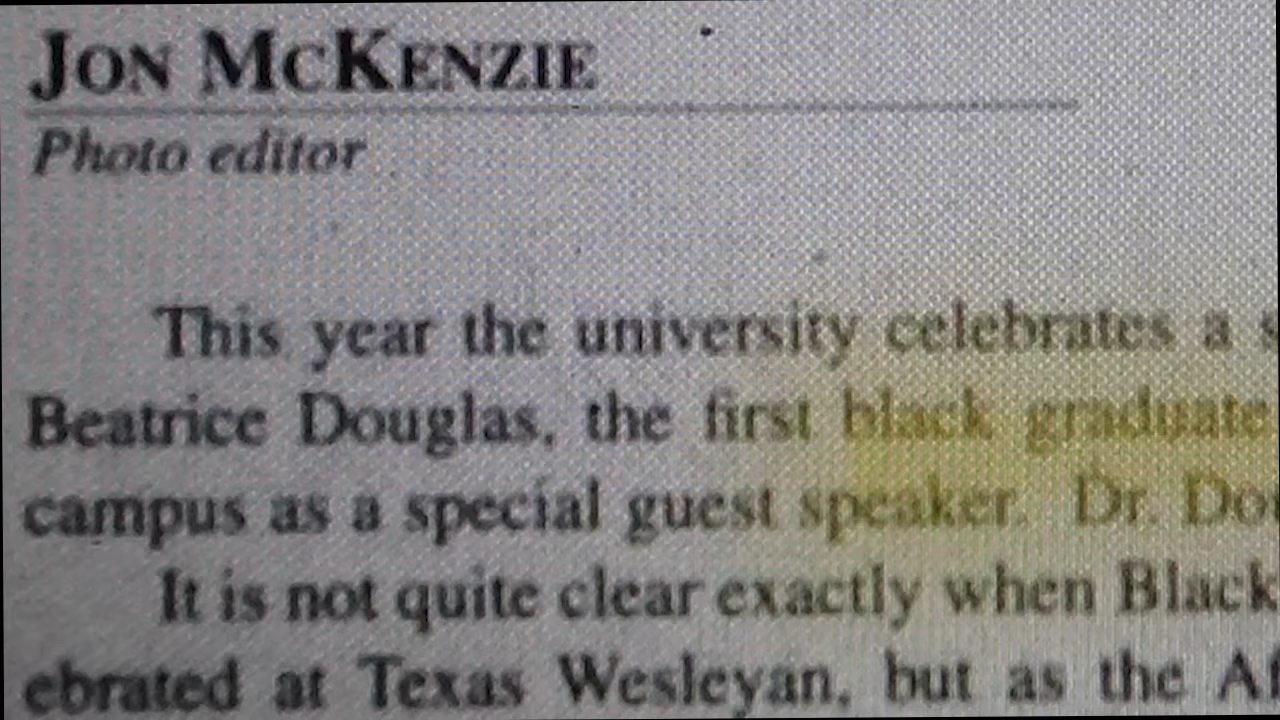 JON MCKENZIE
Photo editor
This year the university celebrates a
Beatrice Douglas, the first black graduate
campus as a special guest speaker. Dr.
It is not quite clear exactly when Black
ebrated at Texas Wesleyan, but as the